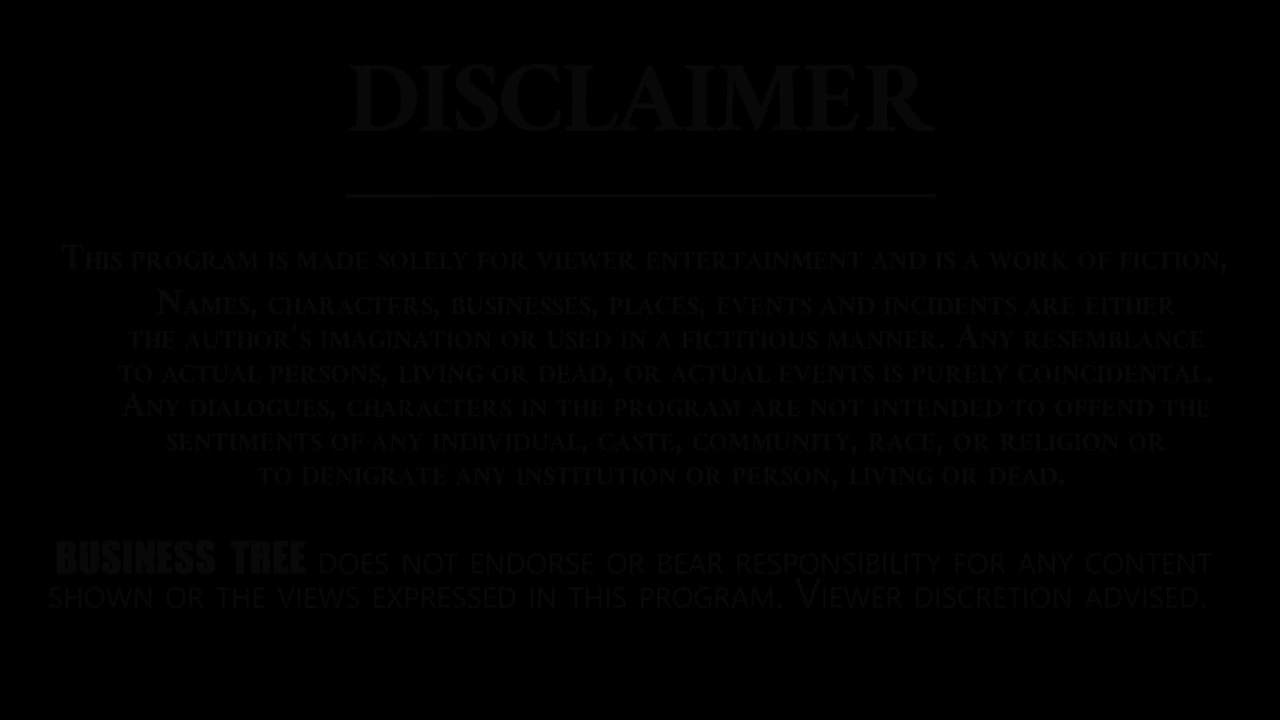 DISCLAIMER
This program is made solely for viewer entertainment and is a work of fiction,
Names, characters, businesses, places, events and incidents are either
the author's imagination or used in a fictitious manner. Any resemblance
to actual persons, living or dead, or actual events is purely coincidental.
Any dialogues, characters in the program are not intended to offend the
sentiments of any individual, caste, community, race, or religion or
to denigrate any institution or person, living or dead.
BUSINESS TREE does not endorse or bear responsibility for any content
shown or the views expressed in this program. Viewer discretion advised.